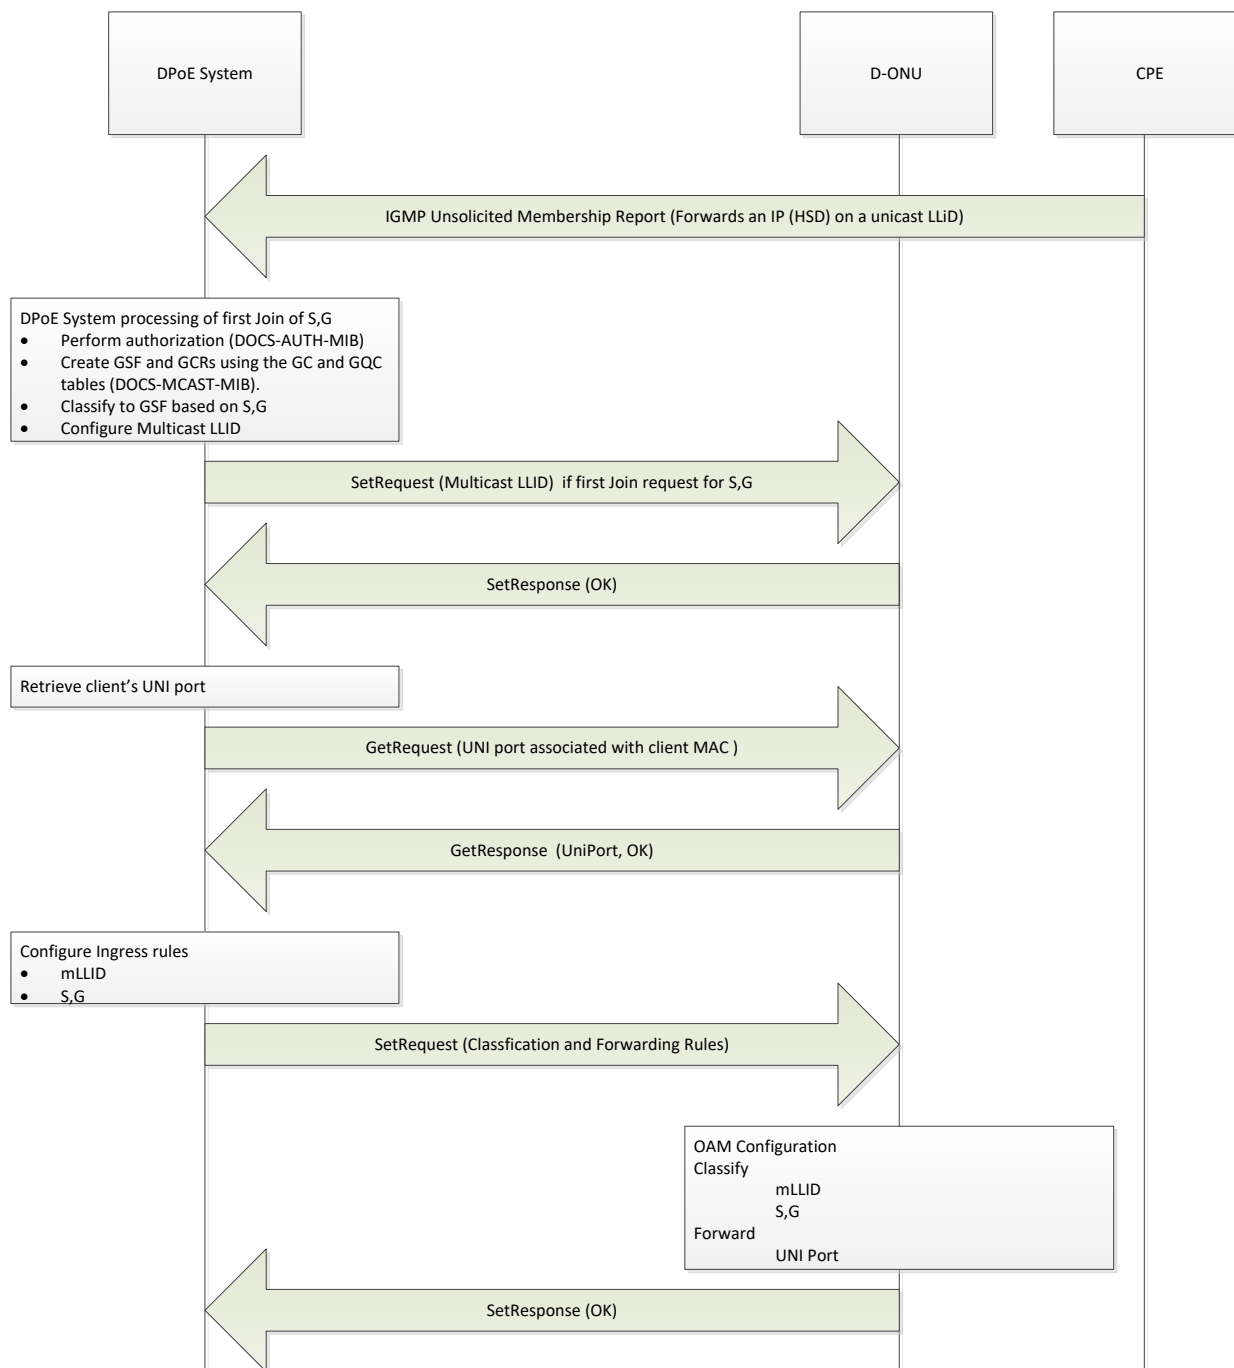 DPoE System
D-ONU
CPE
IGMP Unsolicited Membership Report (Forwards an IP (HSD) on a unicast LLiD)
DPoE System processing of first Join of S,G
• Perform authorization (DOCS-AUTH-MIB)
• Create GSF and GCRs using the GC and GQC
tables (DOCS-MCAST-MIB).
• Classify to GSF based on S,G
• Configure Multicast LLID
SetRequest (Multicast LLID)  if first Join request for S,G
SetResponse (OK)
Retrieve client’s UNI port
GetRequest (UNI port associated with client MAC )
GetResponse  (UniPort, OK)
Configure Ingress rules
• mLLID
• S,G
SetRequest (Classfication and Forwarding Rules)
OAM Configuration
Classify
mLLID
S,G
Forward
UNI Port
SetResponse (OK)